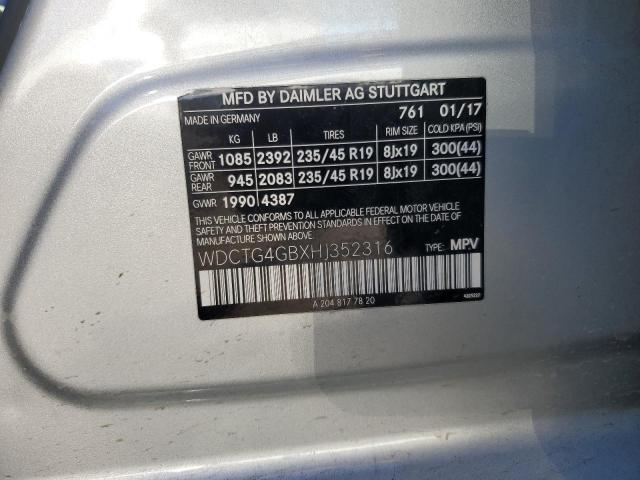 MFD BY DAIMLER AG STUTTGART
MADE IN GERMANY 761 01/17
KG LB TIRES RIM SIZE COLD KPA (PSI)
GAWR FRONT 1085 2392 235/45 R19 8Jx19 300(44)
GAWR REAR 945 2083 235/45 R19 8Jx19 300(44)
GVWR 1990 4387
THIS VEHICLE CONFORMS TO ALL APPLICABLE FEDERAL MOTOR VEHICLE
SAFETY AND THEFT PREVENTION STANDARDS IN EFFECT ON THE DATE OF
MANUFACTURE SHOWN ABOVE.
WDCTG4GBXHJ352316 TYPE: MPV
A 204 817 78 20